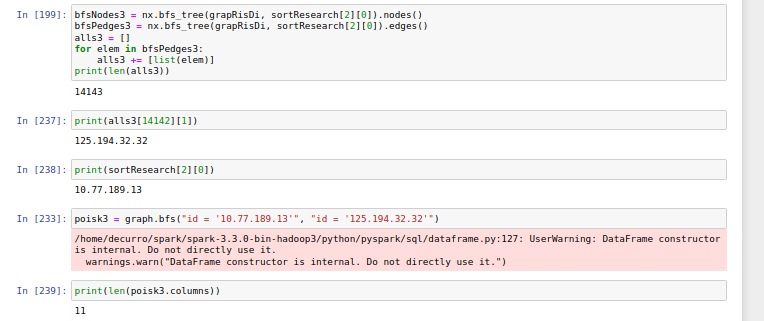 In [199]: bfsNodes3 = nx.bfs_tree(grapRisDi, sortResearch[2][0]).nodes()
bfsPedges3 = nx.bfs_tree(grapRisDi, sortResearch[2][0]).edges()
alls3 = []
for elem in bfsPedges3:
    alls3 += [list(elem)]
print(len(alls3))
14143
In [237]: print(alls3[14142][1])
125.194.32.32
In [238]: print(sortResearch[2][0])
10.77.189.13
In [233]: poisk3 = graph.bfs("id = '10.77.189.13'", "id = '125.194.32.32'")
/home/decurro/spark/spark-3.3.0-bin-hadoop3/python/pyspark/sql/dataframe.py:127: UserWarning: DataFrame constructor
is internal. Do not directly use it.
  warnings.warn("DataFrame constructor is internal. Do not directly use it.")
In [239]: print(len(poisk3.columns))
11